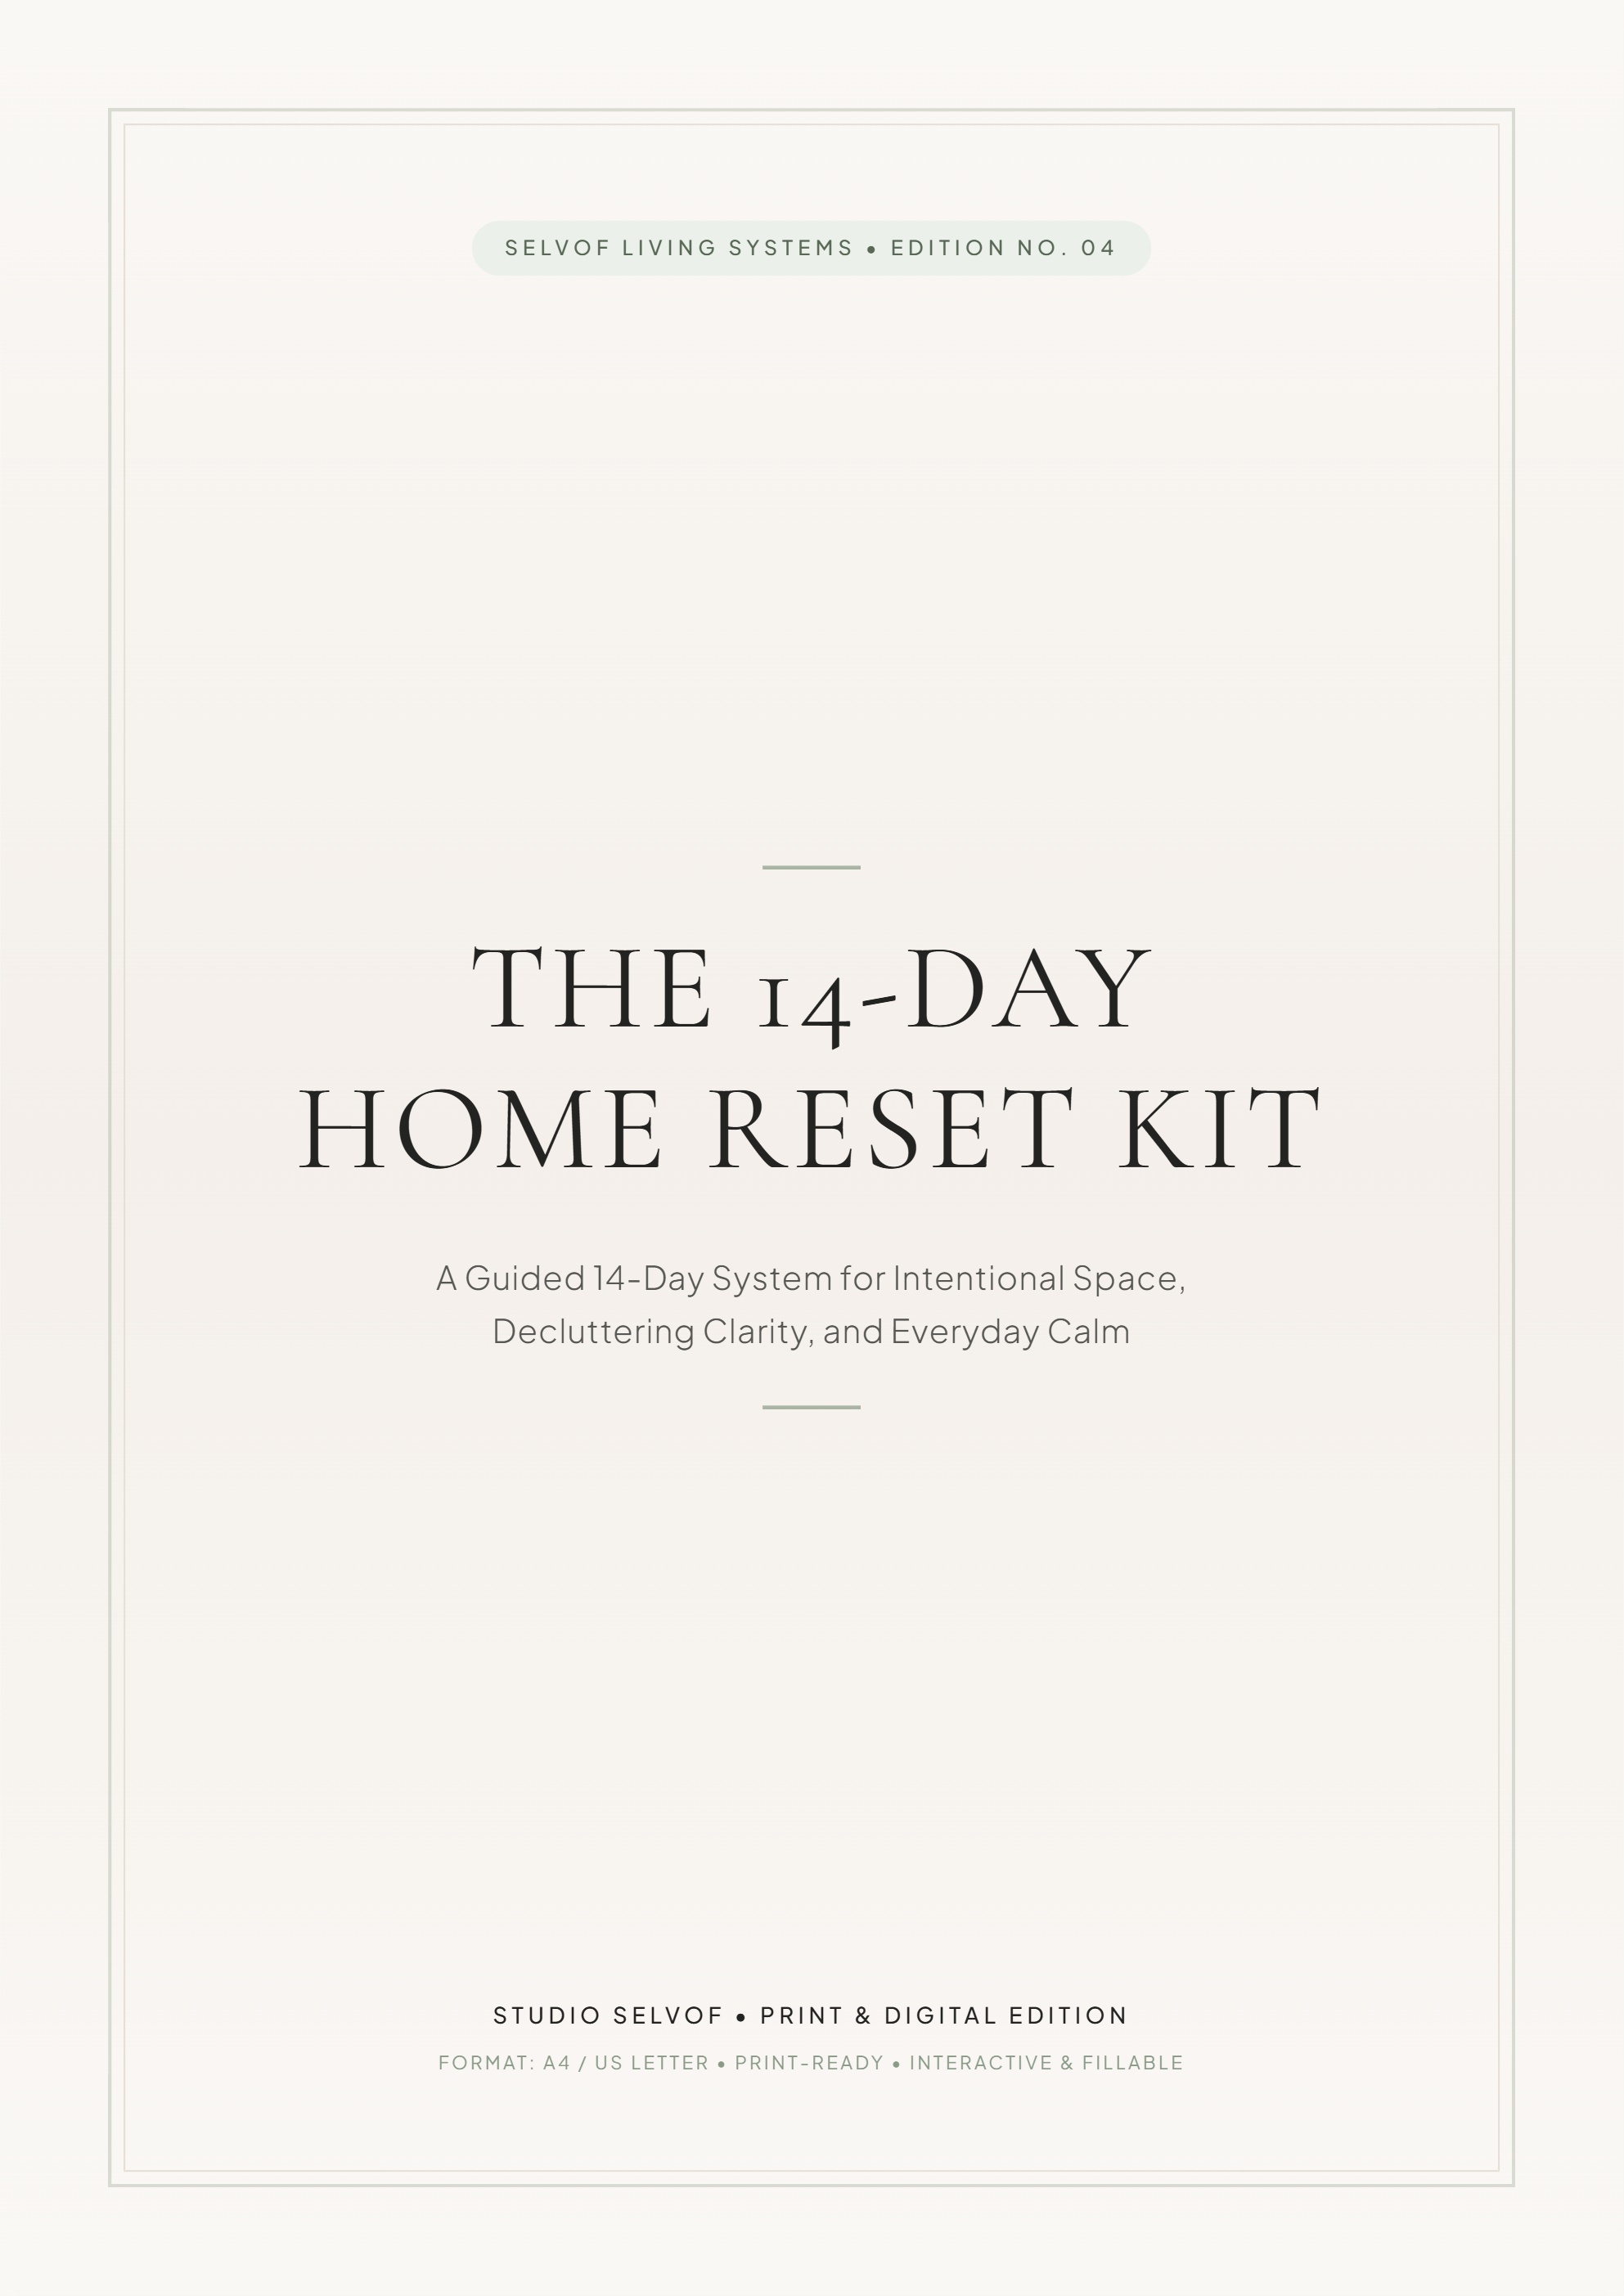 SELVOF LIVING SYSTEMS • EDITION NO. 04
THE 14-DAY
HOME RESET KIT
A Guided 14-Day System for Intentional Space,
Decluttering Clarity, and Everyday Calm
STUDIO SELVOF • PRINT & DIGITAL EDITION
FORMAT: A4 / US LETTER • PRINT-READY • INTERACTIVE & FILLABLE